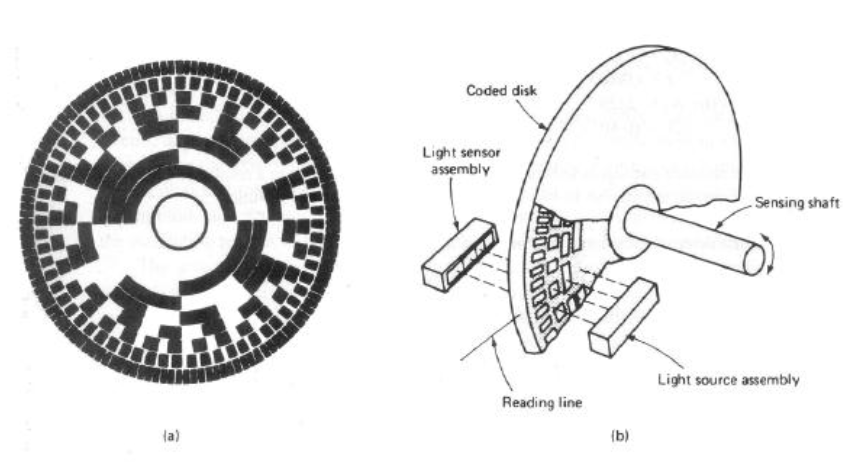 Coded disk
Light sensor
assembly
Sensing shaft
Light source assembly
Reading line
(a)
(b)